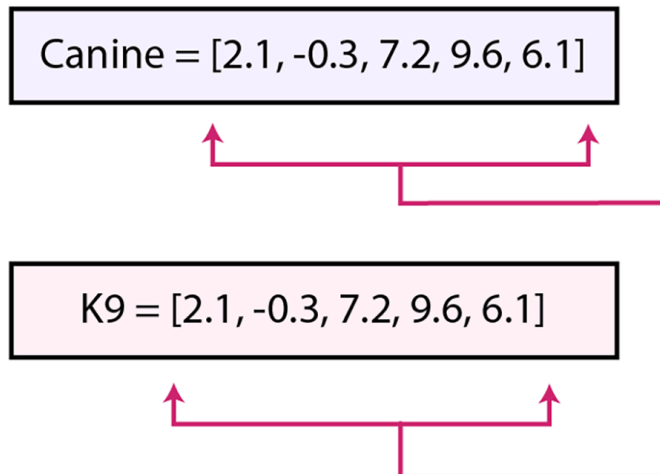 Canine = [2.1, -0.3, 7.2, 9.6, 6.1]
K9 = [2.1, -0.3, 7.2, 9.6, 6.1]